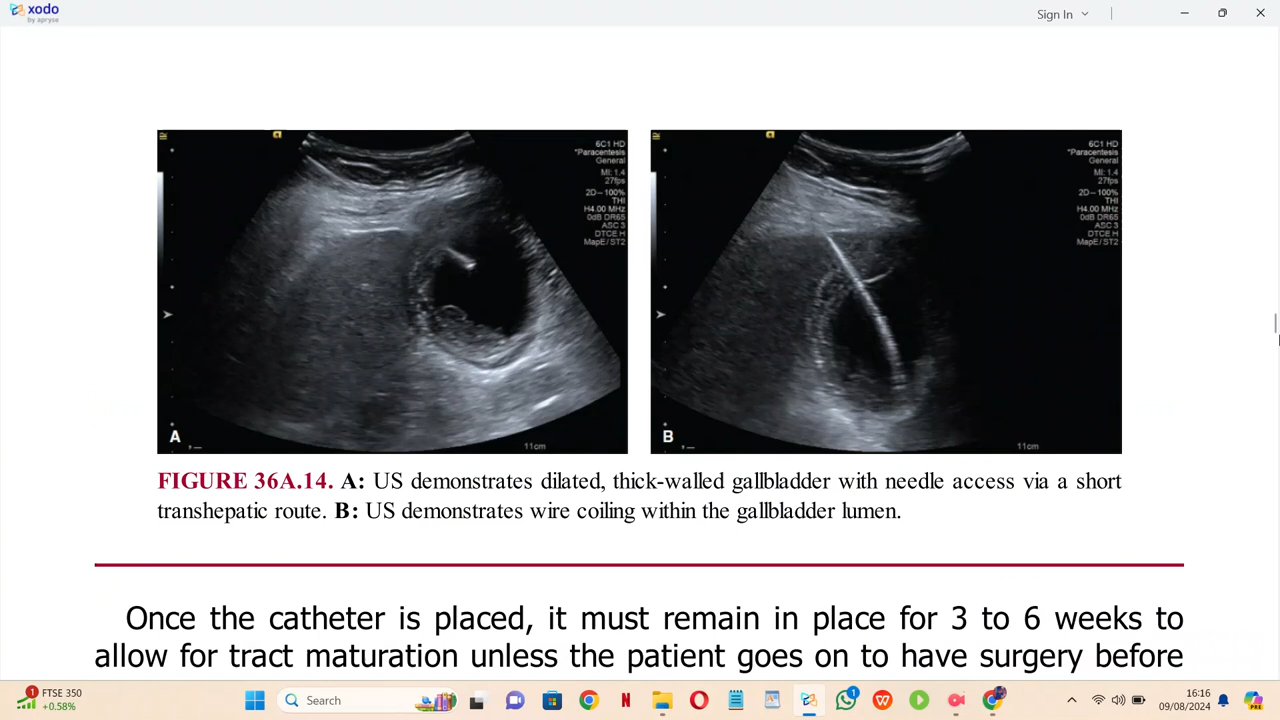 xodo
by apryse
Sign In
6C1 HD
*Paracentesis
General
MI: 1.4
27fps
2D-100%
THI
H4.00 MHz
0dB DR65
ASC 3
DTCE H
MapE/ST2
A
11cm
6C1 HD
*Paracentesis
General
MI: 1.4
27fps
2D-100%
THI
H4.00 MHz
0dB DR65
ASC 3
DTCE H
MapE/ST2
B
11cm
FIGURE 36A.14. A: US demonstrates dilated, thick-walled gallbladder with needle access via a short
transhepatic route. B: US demonstrates wire coiling within the gallbladder lumen.
Once the catheter is placed, it must remain in place for 3 to 6 weeks to
allow for tract maturation unless the patient goes on to have surgery before
1
FTSE 350
+0.58%
Search
1
16:16
09/08/2024
PRE